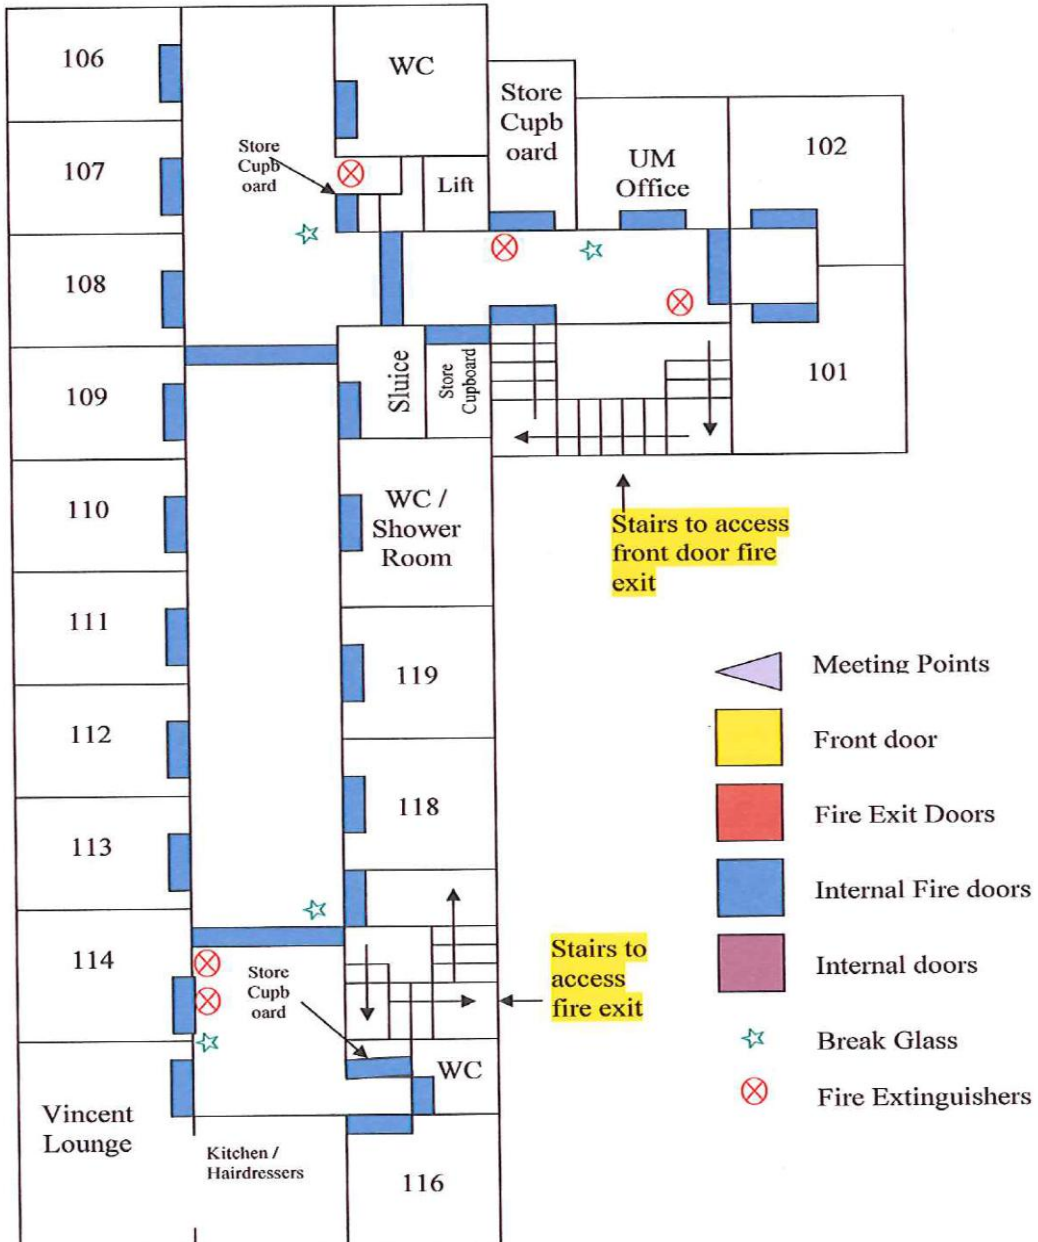 106
WC
Store
Cupb
oard
102
107
Store
Cupb
oard
Lift
UM
Office
108
109
Sluice
Store
Cupboard
101
110
WC /
Shower
Room
Stairs to access
front door fire
exit
111
119
Meeting Points
112
Front door
118
Fire Exit Doors
113
Internal Fire doors
114
Store
Cupb
oard
Stairs to
access
fire exit
Internal doors
Break Glass
WC
Fire Extinguishers
Vincent
Lounge
Kitchen /
Hairdressers
116